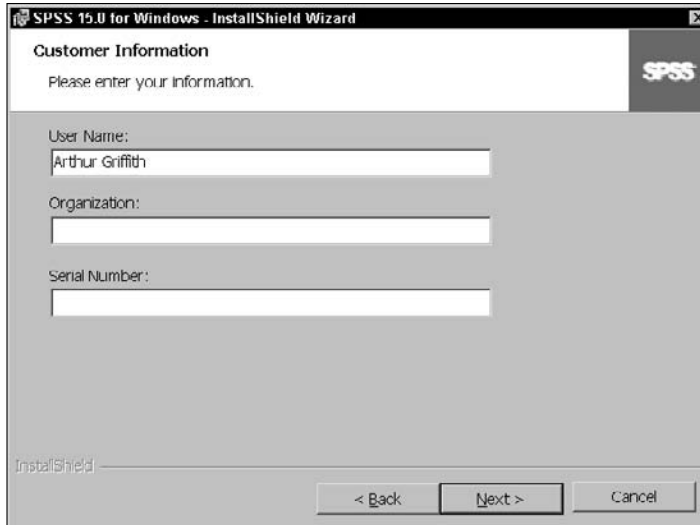 SPSS 15.0 for Windows - InstallShield Wizard
Customer Information
Please enter your information.
SPSS
User Name:
Arthur Griffith
Organization:
Serial Number:
InstallShield
< Back
Next >
Cancel